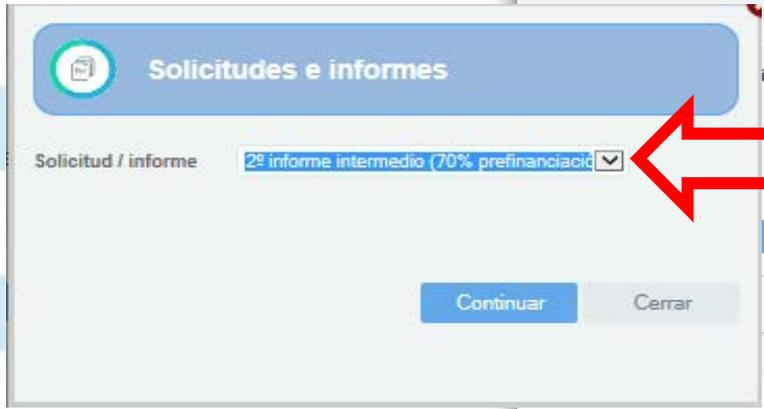 Solicitudes e informes
Solicitud / informe
2º informe intermedio (70% prefinanciació
Continuar
Cerrar